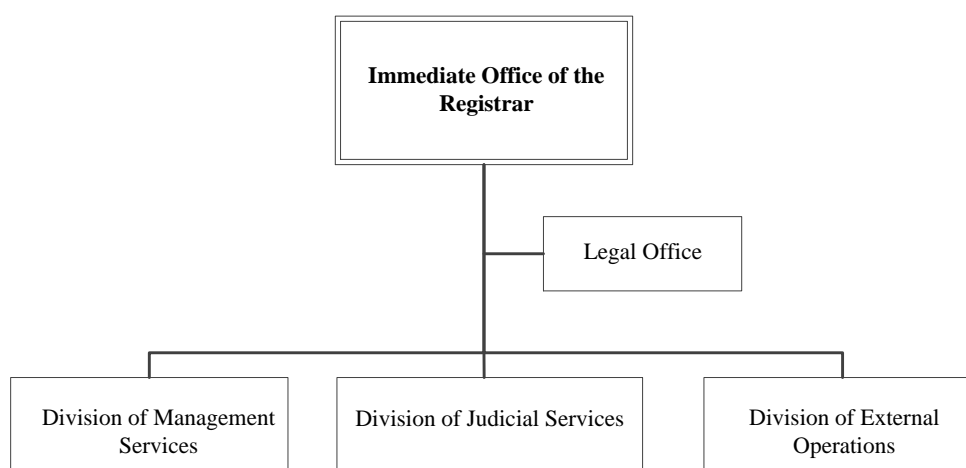 Immediate Office of the
Registrar
Legal Office
Division of Management
Services
Division of Judicial Services
Division of External
Operations